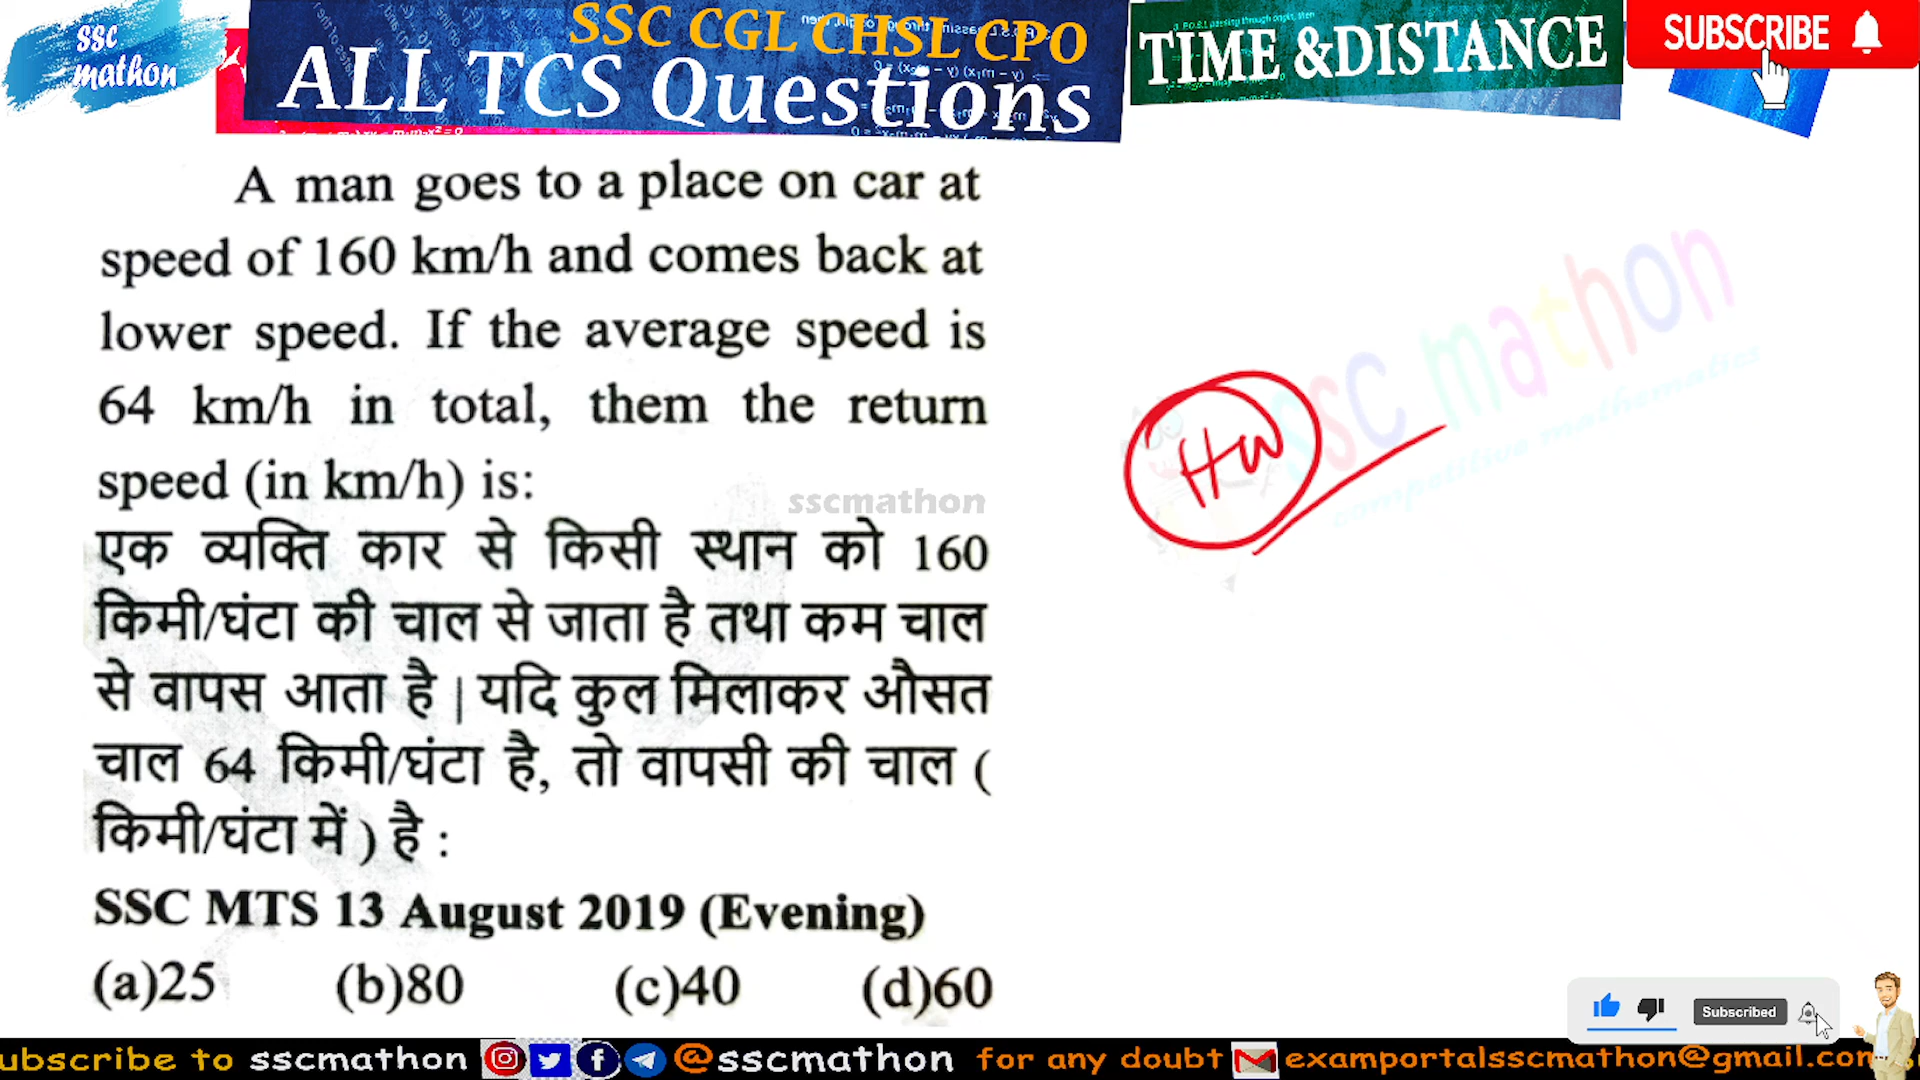 ssc
mathon
SSC CGL CHSL CPO
ALL TCS Questions
TIME &DISTANCE
SUBSCRIBE
A man goes to a place on car at
speed of 160 km/h and comes back at
lower speed. If the average speed is
64 km/h in total, them the return
speed (in km/h) is:
sscmathon
एक व्यक्ति कार से किसी स्थान को 160
किमी/घंटा की चाल से जाता है तथा कम चाल
से वापस आता है | यदि कुल मिलाकर औसत
चाल 64 किमी/घंटा है, तो वापसी की चाल (
किमी/घंटा में ) है :
SSC MTS 13 August 2019 (Evening)
(a)25 (b)80 (c)40 (d)60
HW
ssc mathon
competitive mathematics
Subscribed
ubscribe to sscmathon @sscmathon for any doubt examportalsscmathon@gmail.com